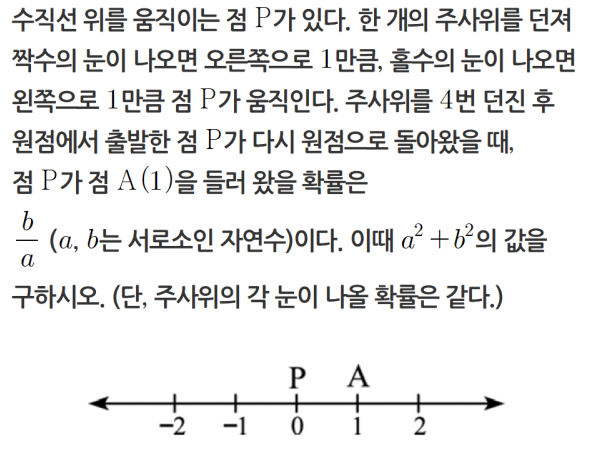 수직선 위를 움직이는 점 P가 있다. 한 개의 주사위를 던져
짝수의 눈이 나오면 오른쪽으로 1만큼, 홀수의 눈이 나오면
왼쪽으로 1만큼 점 P가 움직인다. 주사위를 4번 던진 후
원점에서 출발한 점 P가 다시 원점으로 돌아왔을 때,
점 P가 점 A(1)을 들러 왔을 확률은
b/a (a, b는 서로소인 자연수)이다. 이때 a²+b²의 값을
구하시오. (단, 주사위의 각 눈이 나올 확률은 같다.)
P A
−2 −1 0 1 2